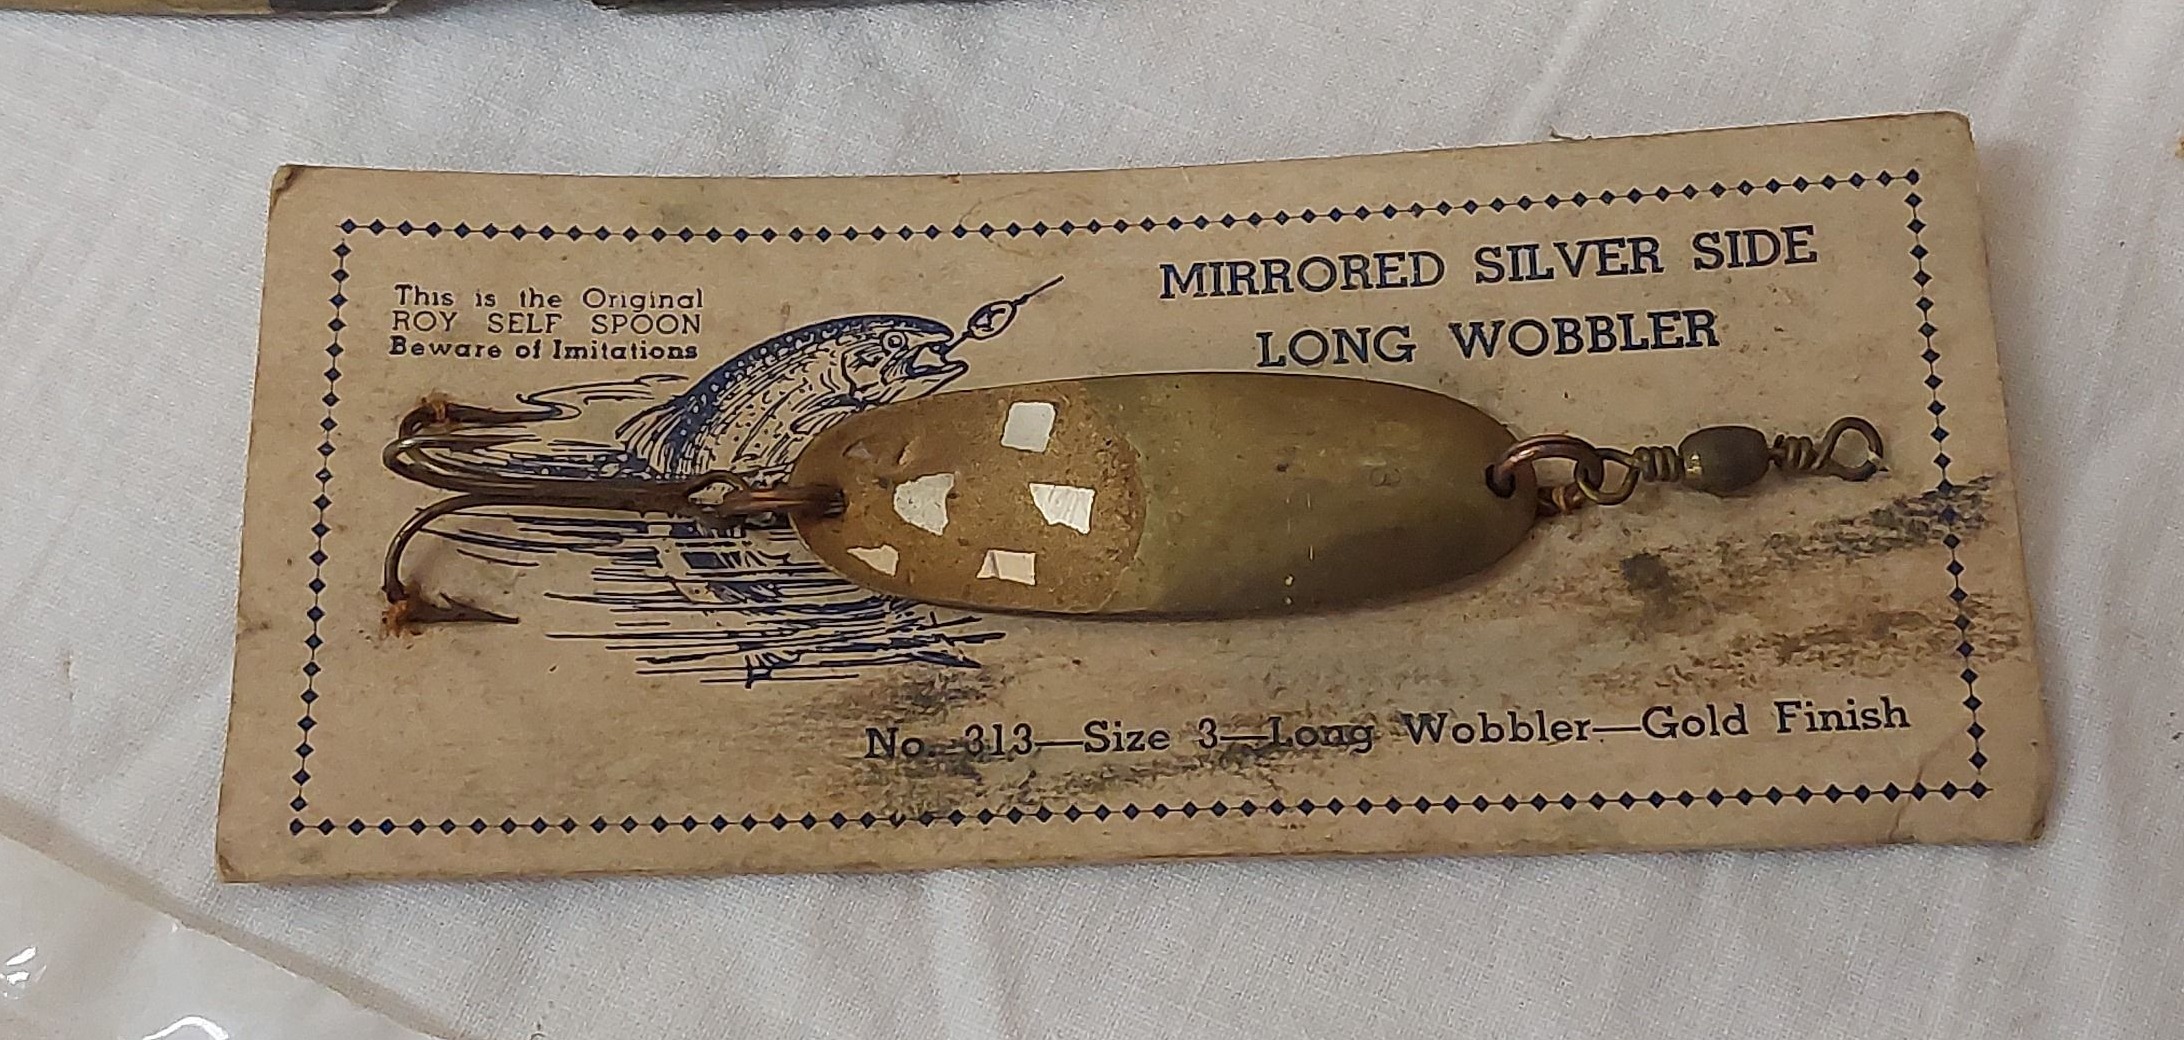 This is the Original
ROY SELF SPOON
Beware of Imitations
MIRRORED SILVER SIDE
LONG WOBBLER
No. 313—Size 3—Long Wobbler—Gold Finish